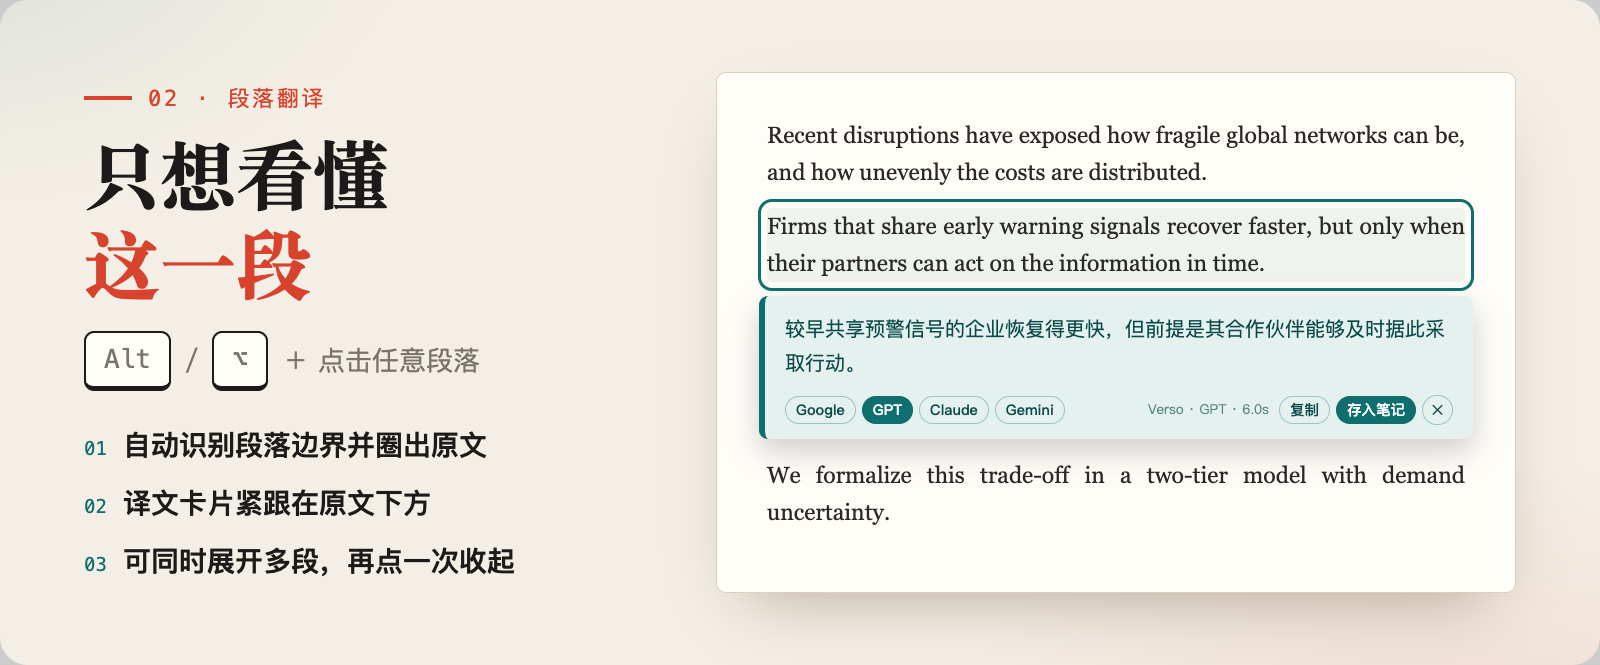 02 · 段落翻译
只想看懂
这一段
Alt / ⌥ + 点击任意段落
01 自动识别段落边界并圈出原文
02 译文卡片紧跟在原文下方
03 可同时展开多段，再点一次收起
Recent disruptions have exposed how fragile global networks can be,
and how unevenly the costs are distributed.
Firms that share early warning signals recover faster, but only when
their partners can act on the information in time.
较早共享预警信号的企业恢复得更快，但前提是其合作伙伴能够及时据此采
取行动。
Google GPT Claude Gemini Verso · GPT · 6.0s 复制 存入笔记 ×
We formalize this trade-off in a two-tier model with demand
uncertainty.